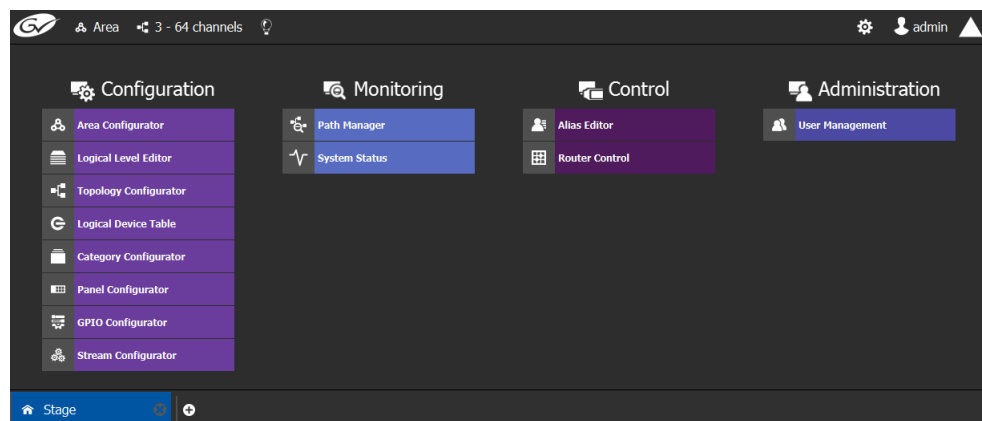 GV Area 3 - 64 channels admin
Configuration
Area Configurator
Logical Level Editor
Topology Configurator
Logical Device Table
Category Configurator
Panel Configurator
GPIO Configurator
Stream Configurator
Monitoring
Path Manager
System Status
Control
Alias Editor
Router Control
Administration
User Management
Stage